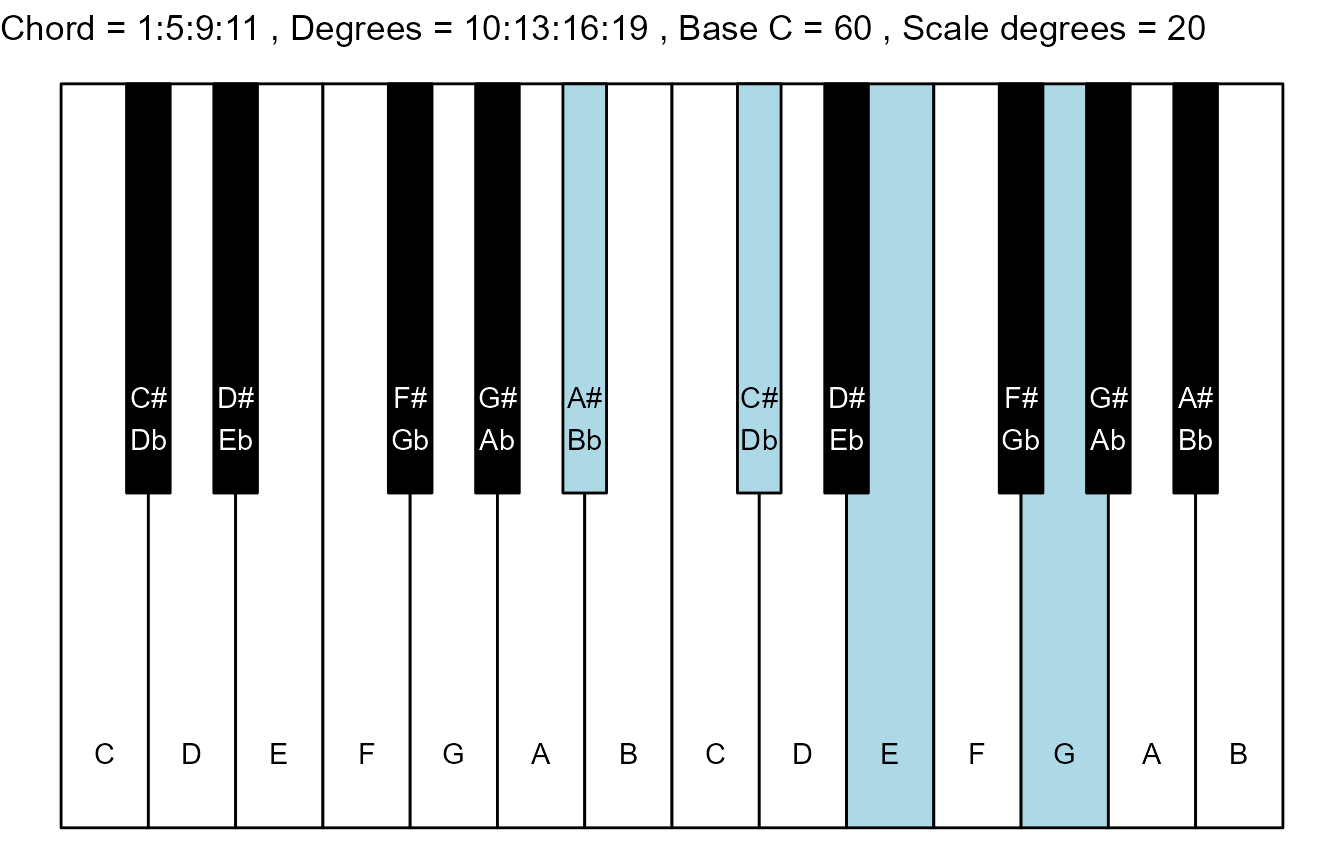 Chord = 1:5:9:11 , Degrees = 10:13:16:19 , Base C = 60 , Scale degrees = 20
C# D# F# G# A# C# D# F# G# A#
Db Eb Gb Ab Bb Db Eb Gb Ab Bb
C D E F G A B C D E F G A B